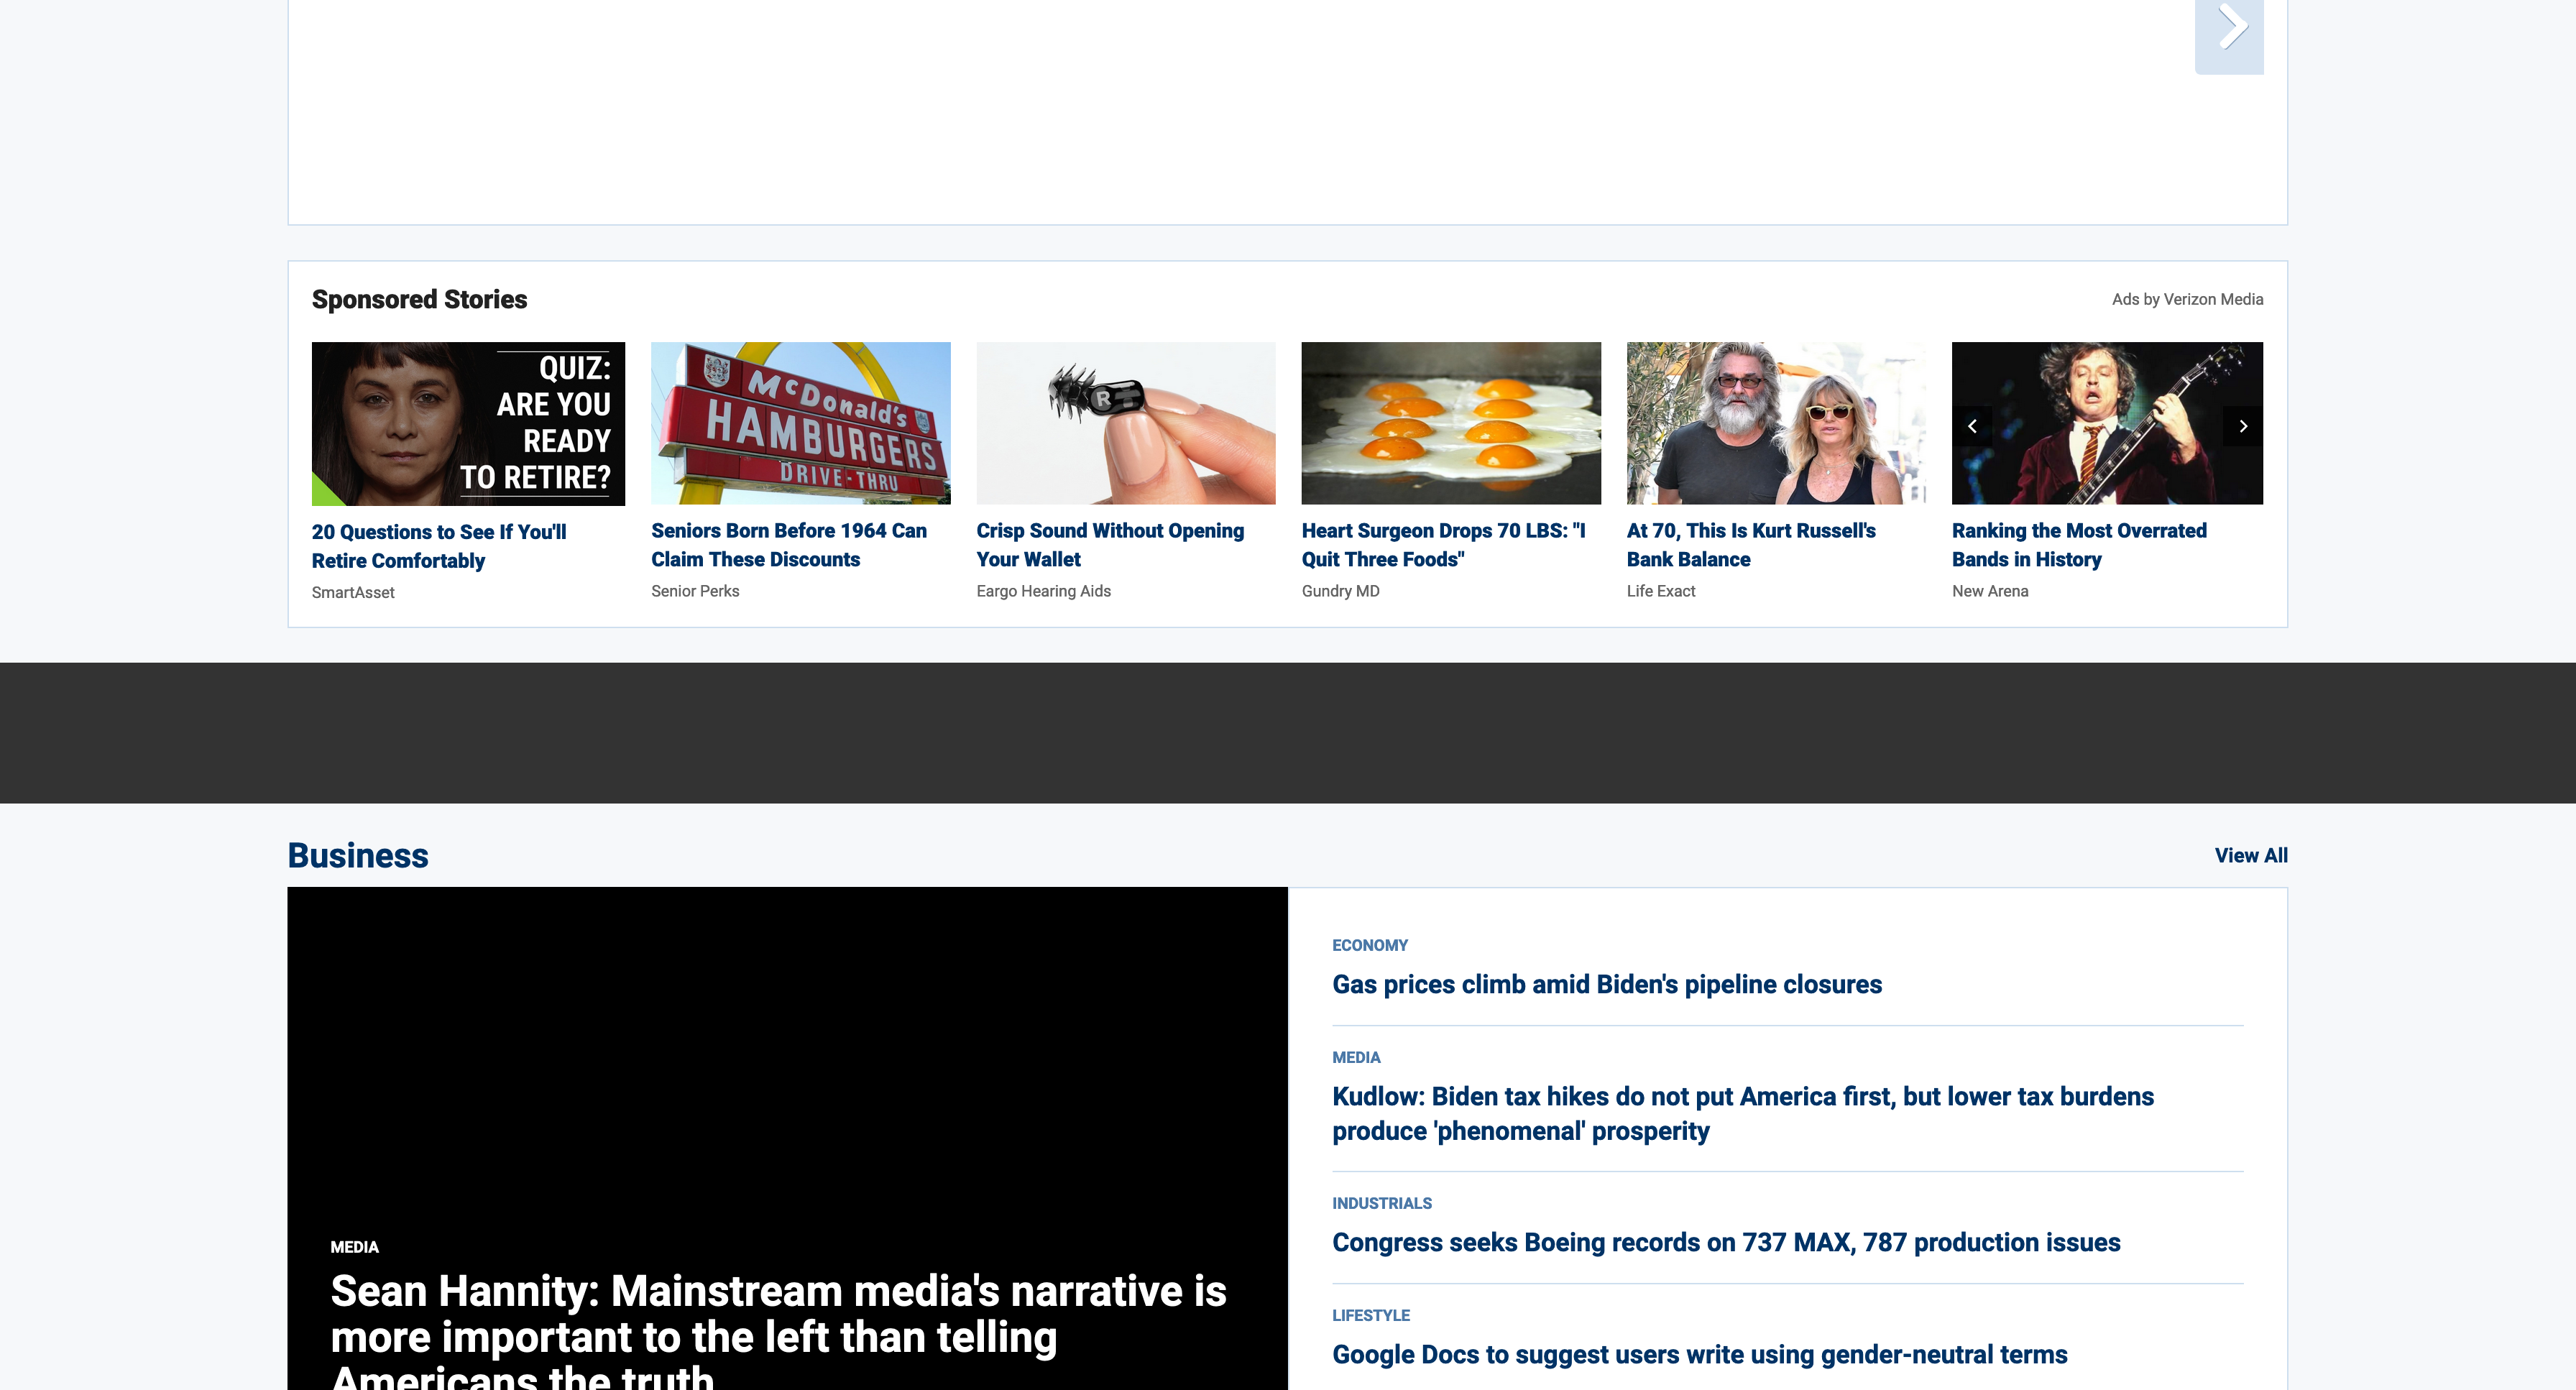 Sponsored Stories
Ads by Verizon Media
QUIZ:
ARE YOU
READY
TO RETIRE?
20 Questions to See If You'll
Retire Comfortably
SmartAsset
McDonald's
HAMBURGERS
DRIVE-THRU
Seniors Born Before 1964 Can
Claim These Discounts
Senior Perks
R
Crisp Sound Without Opening
Your Wallet
Eargo Hearing Aids
Heart Surgeon Drops 70 LBS: "I
Quit Three Foods"
Gundry MD
At 70, This Is Kurt Russell's
Bank Balance
Life Exact
Ranking the Most Overrated
Bands in History
New Arena
Business
View All
MEDIA
Sean Hannity: Mainstream media's narrative is
more important to the left than telling
Americans the truth
ECONOMY
Gas prices climb amid Biden's pipeline closures
MEDIA
Kudlow: Biden tax hikes do not put America first, but lower tax burdens
produce 'phenomenal' prosperity
INDUSTRIALS
Congress seeks Boeing records on 737 MAX, 787 production issues
LIFESTYLE
Google Docs to suggest users write using gender-neutral terms